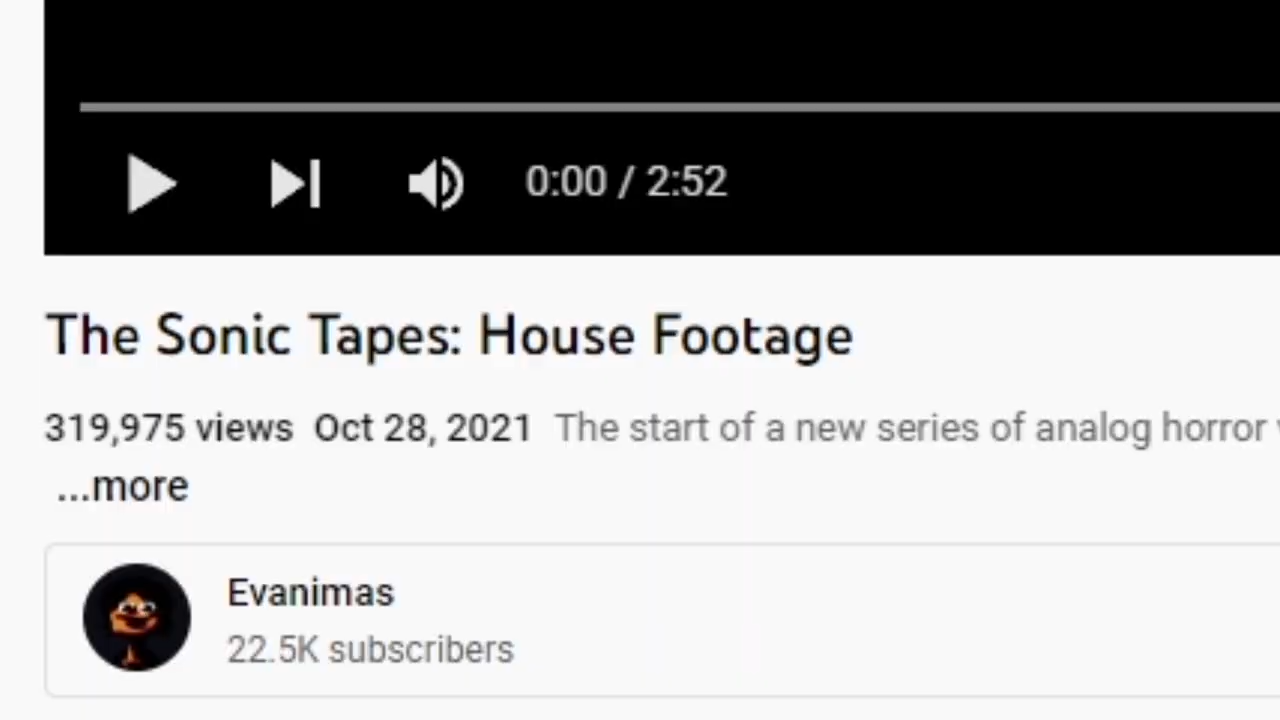 0:00 / 2:52
The Sonic Tapes: House Footage
319,975 views Oct 28, 2021 The start of a new series of analog horror
...more
Evanimas
22.5K subscribers